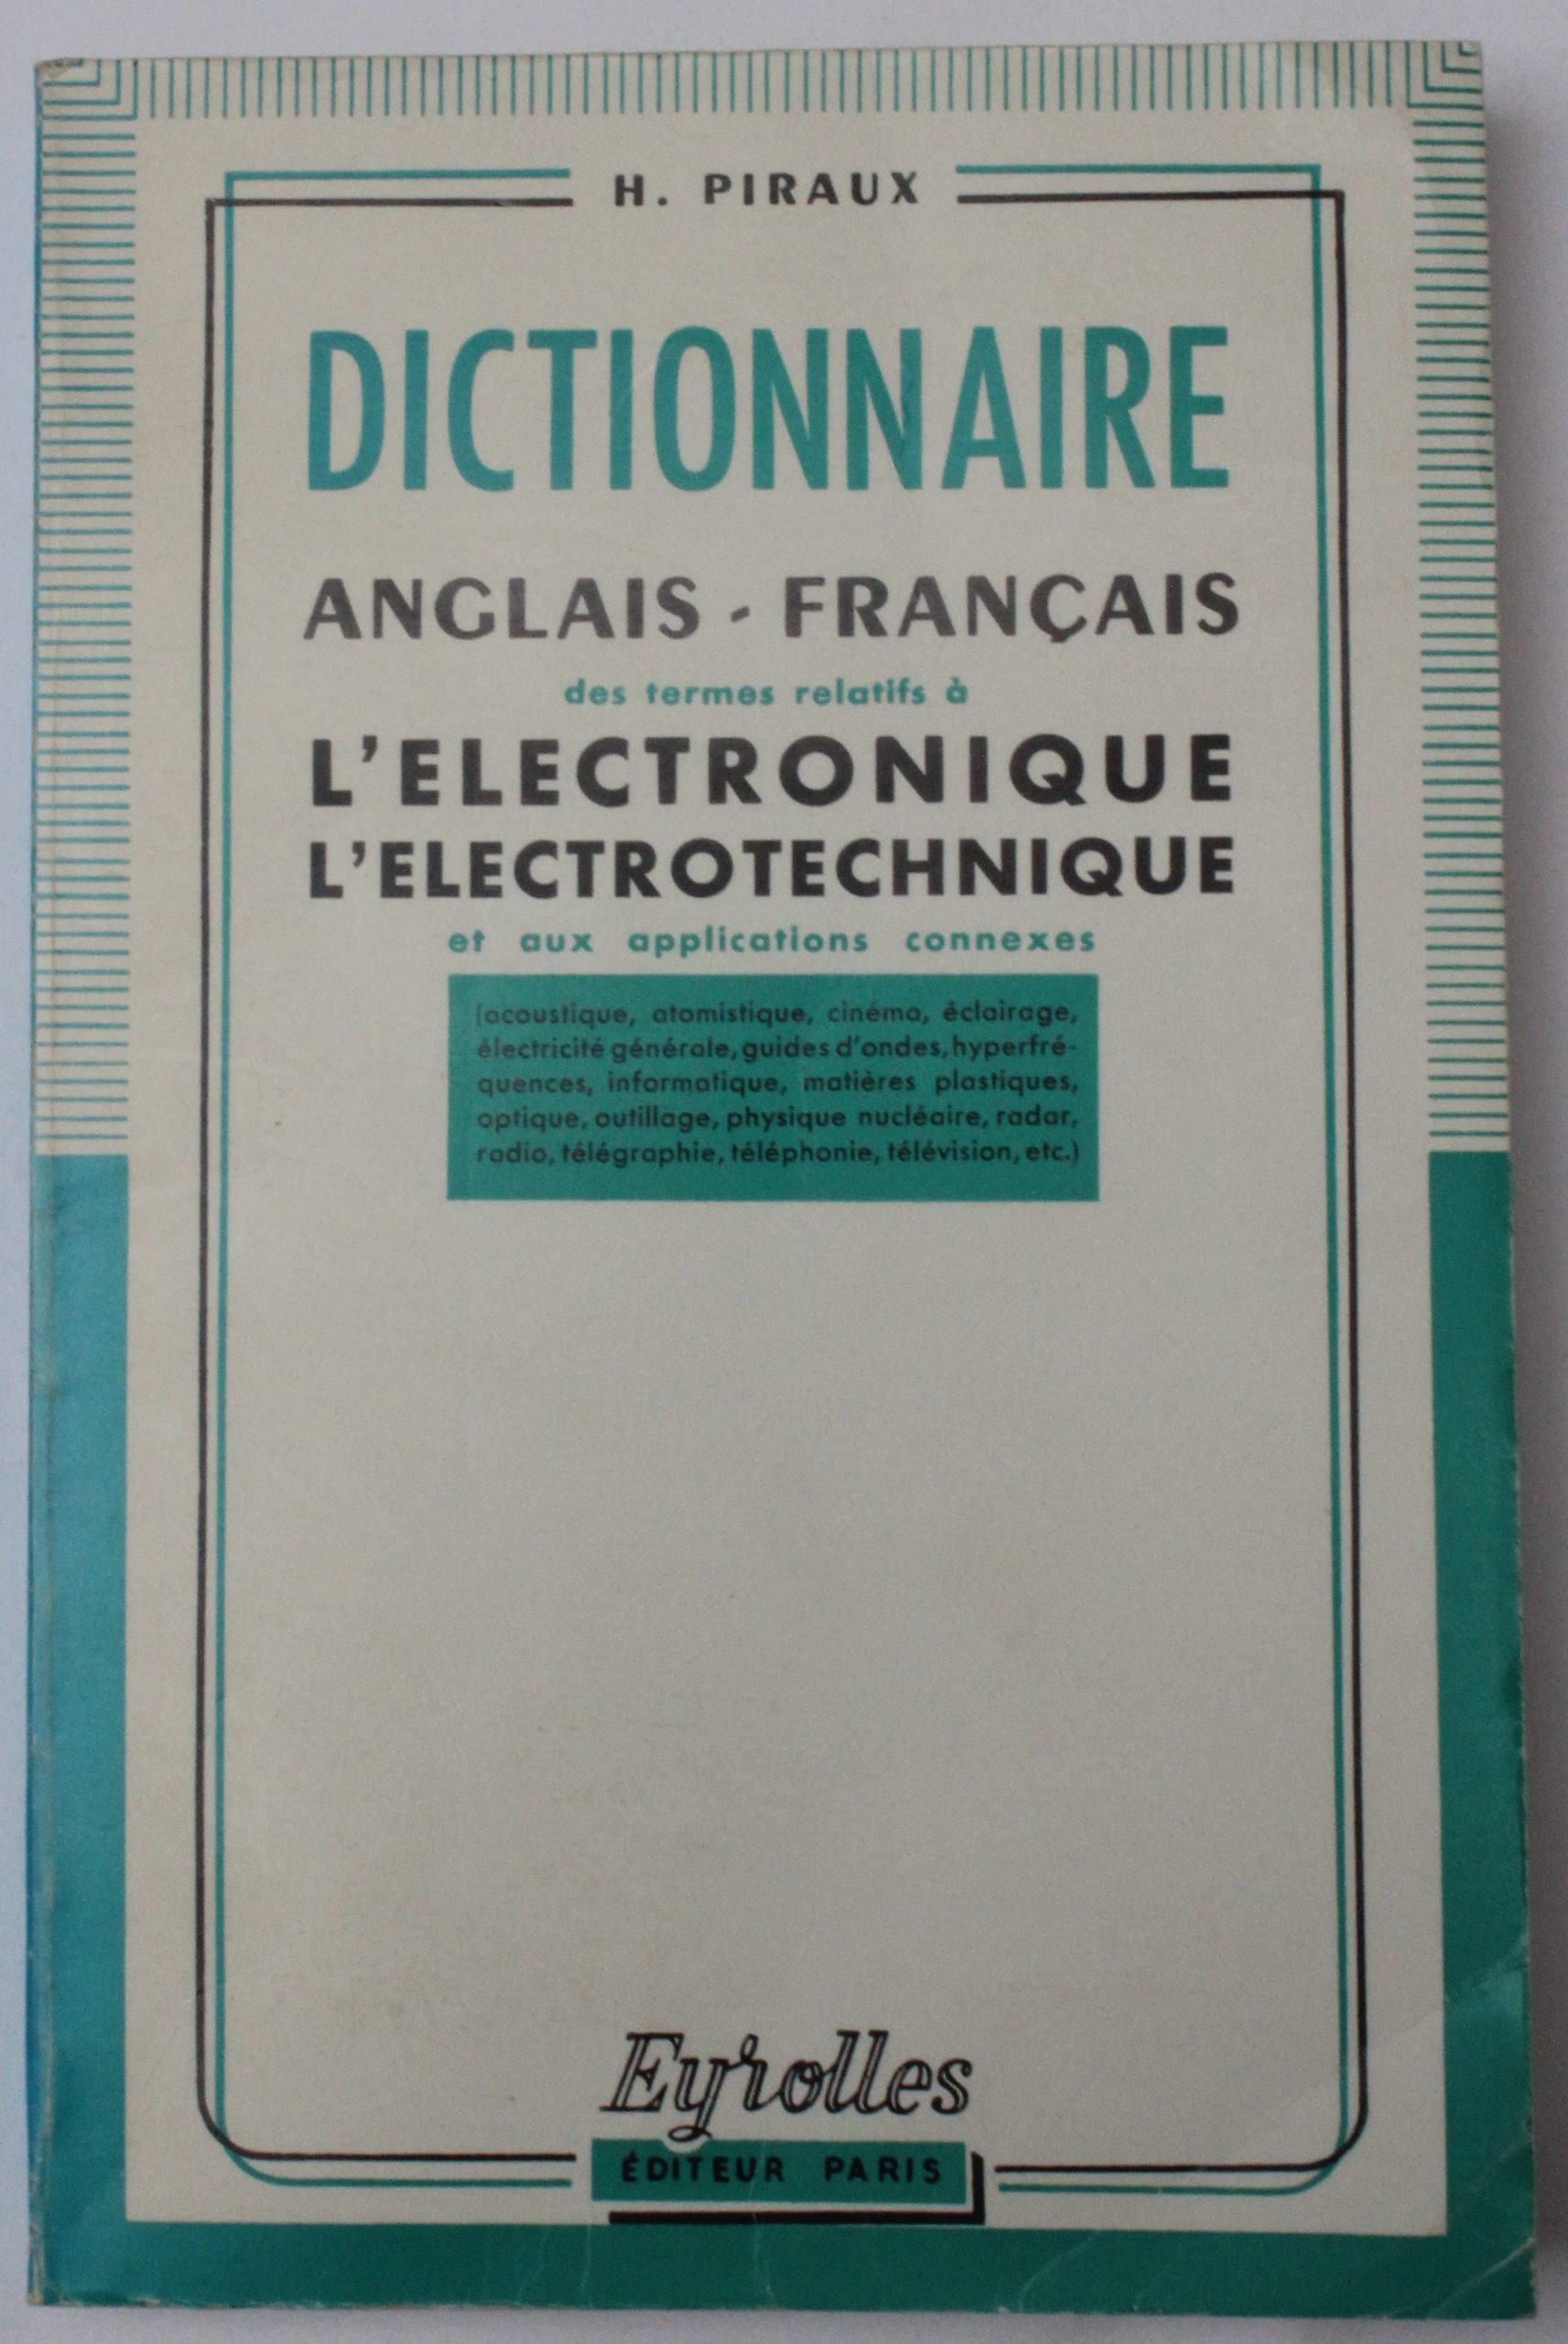 H. PIRAUX
DICTIONNAIRE
ANGLAIS - FRANÇAIS
des termes relatifs à
L'ELECTRONIQUE
L'ELECTROTECHNIQUE
et aux applications connexes
(acoustique, atomistique, cinéma, éclairage,
électricité générale, guides d'ondes, hyperfré-
quences, informatique, matières plastiques,
optique, outillage, physique nucléaire, radar,
radio, télégraphie, téléphonie, télévision, etc.)
Eyrolles
ÉDITEUR PARIS